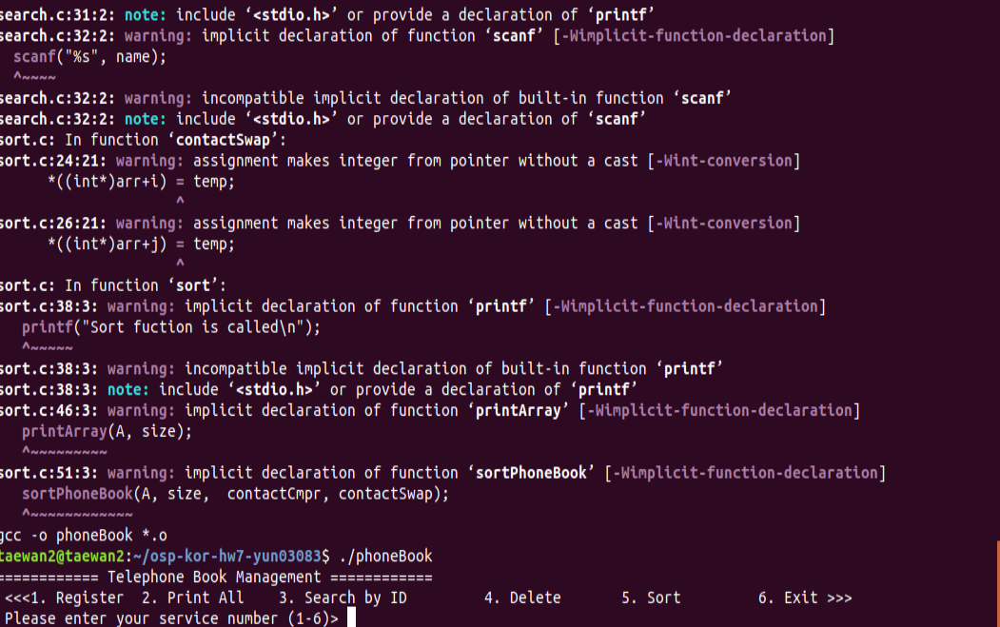 search.c:31:2: note: include ‘<stdio.h>’ or provide a declaration of ‘printf’
search.c:32:2: warning: implicit declaration of function ‘scanf’ [-Wimplicit-function-declaration]
  scanf("%s", name);
  ^~~~~
search.c:32:2: warning: incompatible implicit declaration of built-in function ‘scanf’
search.c:32:2: note: include ‘<stdio.h>’ or provide a declaration of ‘scanf’
sort.c: In function ‘contactSwap’:
sort.c:24:21: warning: assignment makes integer from pointer without a cast [-Wint-conversion]
      *((int*)arr+i) = temp;
                     ^
sort.c:26:21: warning: assignment makes integer from pointer without a cast [-Wint-conversion]
      *((int*)arr+j) = temp;
                     ^
sort.c: In function ‘sort’:
sort.c:38:3: warning: implicit declaration of function ‘printf’ [-Wimplicit-function-declaration]
   printf("Sort fuction is called\n");
   ^~~~~~
sort.c:38:3: warning: incompatible implicit declaration of built-in function ‘printf’
sort.c:38:3: note: include ‘<stdio.h>’ or provide a declaration of ‘printf’
sort.c:46:3: warning: implicit declaration of function ‘printArray’ [-Wimplicit-function-declaration]
   printArray(A, size);
   ^~~~~~~~~~
sort.c:51:3: warning: implicit declaration of function ‘sortPhoneBook’ [-Wimplicit-function-declaration]
   sortPhoneBook(A, size,  contactCmpr, contactSwap);
   ^~~~~~~~~~~~~
gcc -o phoneBook *.o
taewan2@taewan2:~/osp-kor-hw7-yun03083$ ./phoneBook
============ Telephone Book Management ============
 <<<1. Register  2. Print All    3. Search by ID         4. Delete       5. Sort         6. Exit >>>
 Please enter your service number (1-6)>